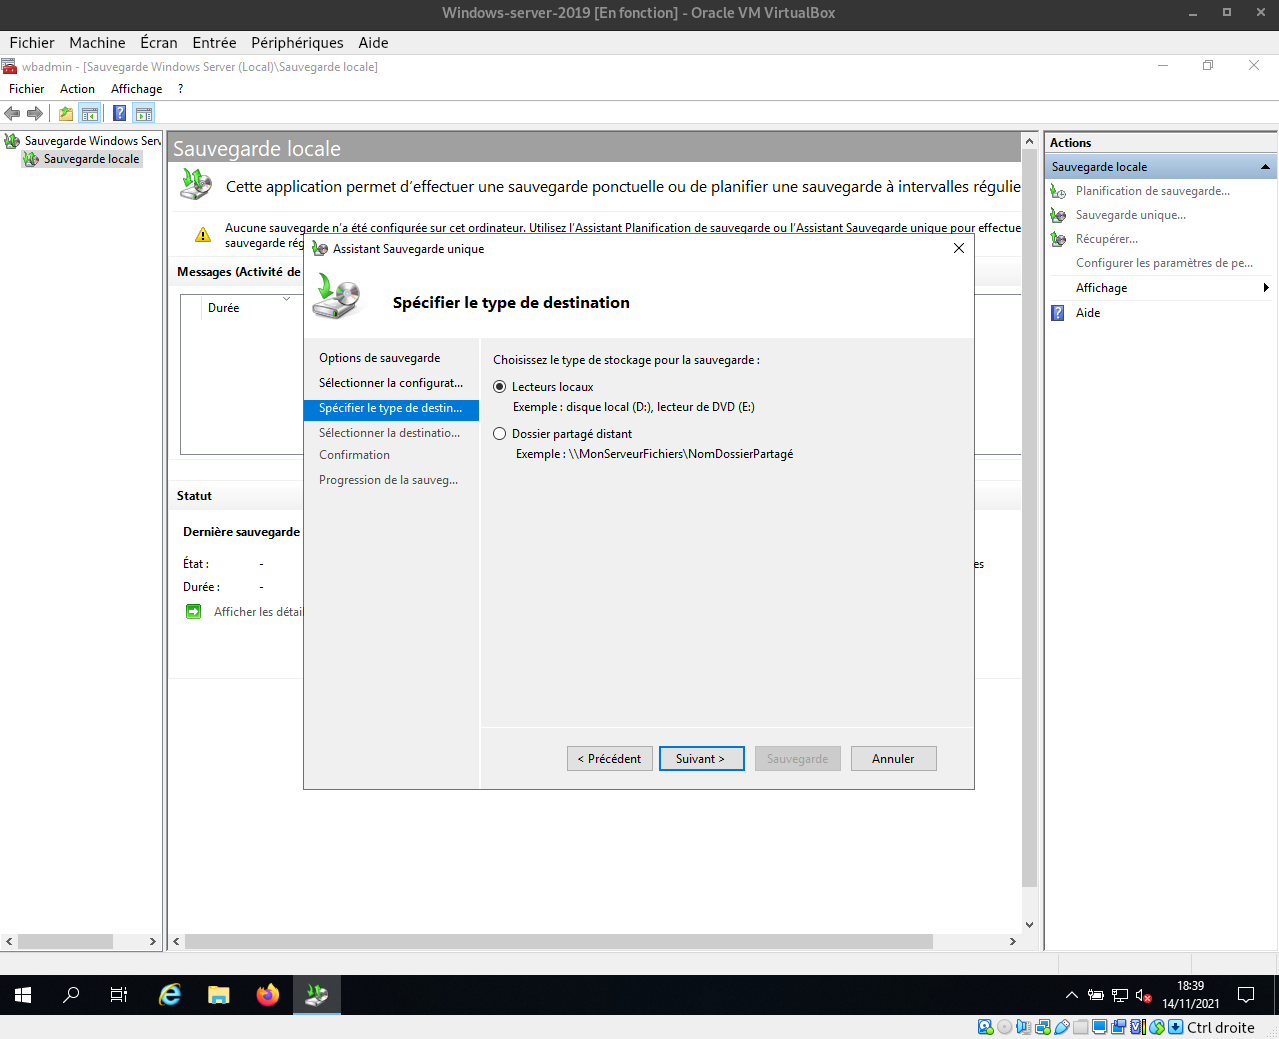 Windows-server-2019 [En fonction] - Oracle VM VirtualBox
Fichier Machine Écran Entrée Périphériques Aide
wbadmin - [Sauvegarde Windows Server (Local)\Sauvegarde locale]
Fichier Action Affichage ?
Sauvegarde Windows Serv
Sauvegarde locale
Sauvegarde locale
Cette application permet d'effectuer une sauvegarde ponctuelle ou de planifier une sauvegarde à intervalles régulie
Aucune sauvegarde n'a été configurée sur cet ordinateur. Utilisez l'Assistant Planification de sauvegarde ou l'Assistant Sauvegarde unique pour effectue
sauvegarde rég
Messages (Activité de
Durée
Statut
Dernière sauvegarde
État : -
Durée : -
Afficher les détai
es
Assistant Sauvegarde unique
Spécifier le type de destination
Options de sauvegarde
Sélectionner la configurat...
Spécifier le type de destin...
Sélectionner la destinatio...
Confirmation
Progression de la sauveg...
Choisissez le type de stockage pour la sauvegarde :
Lecteurs locaux
Exemple : disque local (D:), lecteur de DVD (E:)
Dossier partagé distant
Exemple : \\MonServeurFichiers\NomDossierPartagé
< Précédent Suivant > Sauvegarde Annuler
Actions
Sauvegarde locale
Planification de sauvegarde...
Sauvegarde unique...
Récupérer...
Configurer les paramètres de pe...
Affichage
Aide
18:39
14/11/2021
Ctrl droite